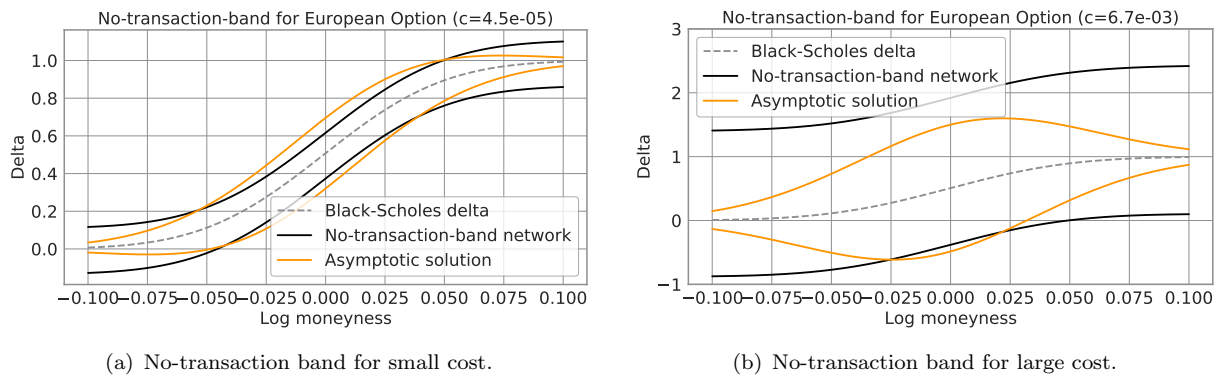 No-transaction-band for European Option (c=4.5e-05)
1.0
0.8
0.6
0.4
0.2
0.0
Delta
Black-Scholes delta
No-transaction-band network
Asymptotic solution
−0.100 −0.075 −0.050 −0.025 0.000 0.025 0.050 0.075 0.100
Log moneyness
(a) No-transaction band for small cost.
No-transaction-band for European Option (c=6.7e-03)
3
2
1
0
−1
Delta
Black-Scholes delta
No-transaction-band network
Asymptotic solution
−0.100 −0.075 −0.050 −0.025 0.000 0.025 0.050 0.075 0.100
Log moneyness
(b) No-transaction band for large cost.